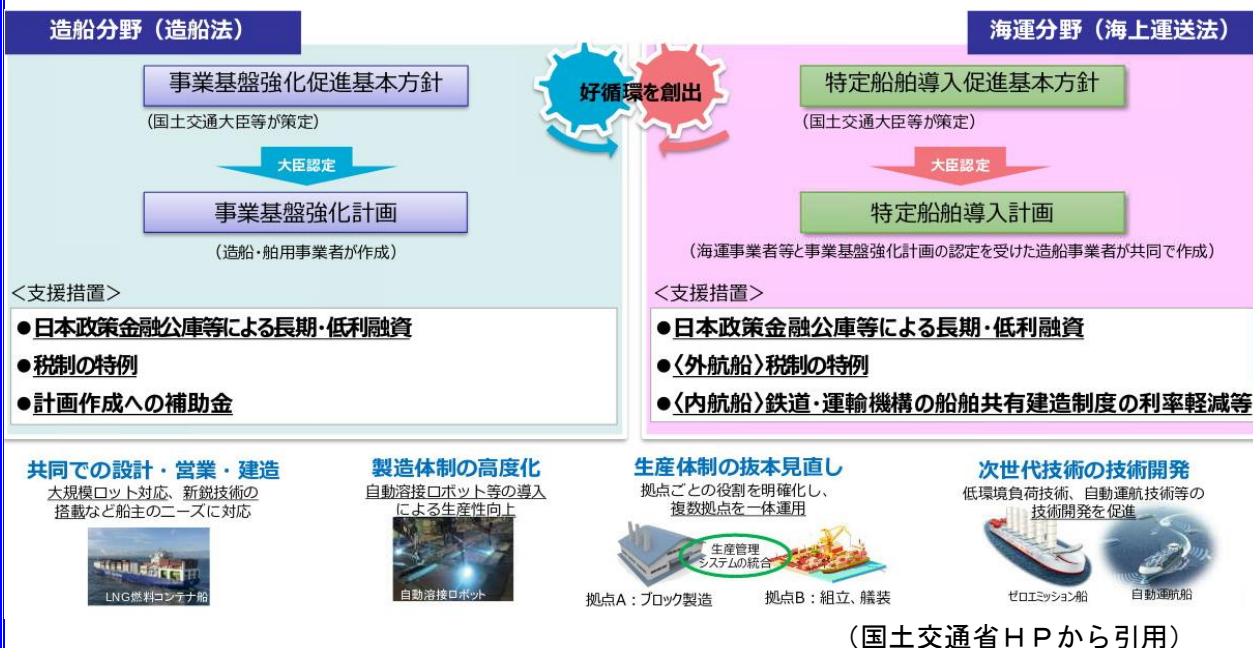 造船分野（造船法）
事業基盤強化促進基本方針
（国土交通大臣等が策定）
大臣認定
事業基盤強化計画
（造船・舶用事業者が作成）
＜支援措置＞
●日本政策金融公庫等による長期・低利融資
●税制の特例
●計画作成への補助金
好循環を創出
海運分野（海上運送法）
特定船舶導入促進基本方針
（国土交通大臣等が策定）
大臣認定
特定船舶導入計画
（海運事業者等と事業基盤強化計画の認定を受けた造船事業者が共同で作成）
＜支援措置＞
●日本政策金融公庫等による長期・低利融資
●〈外航船〉税制の特例
●〈内航船〉鉄道・運輸機構の船舶共有建造制度の利率軽減等
共同での設計・営業・建造
大規模ロット対応、新鋭技術の
搭載など船主のニーズに対応
LNG燃料コンテナ船
製造体制の高度化
自動溶接ロボット等の導入
による生産性向上
自動溶接ロボット
生産体制の抜本見直し
拠点ごとの役割を明確化し、
複数拠点を一体運用
生産管理
システムの統合
拠点A：ブロック製造
拠点B：組立、艤装
次世代技術の技術開発
低環境負荷技術、自動運航技術等の
技術開発を促進
ゼロエミッション船
自動運航船
（国土交通省ＨＰから引用）